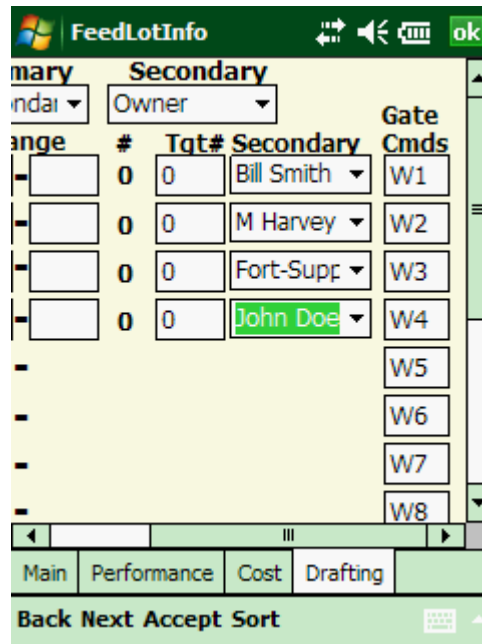 FeedLotInfo ok
mary Secondary
ndai Owner Gate
ange # Tgt# Secondary Cmds
- 0 0 Bill Smith W1
- 0 0 M Harvey W2
- 0 0 Fort-Supp W3
- 0 0 John Doe W4
- W5
- W6
- W7
- W8
Main Performance Cost Drafting
Back Next Accept Sort